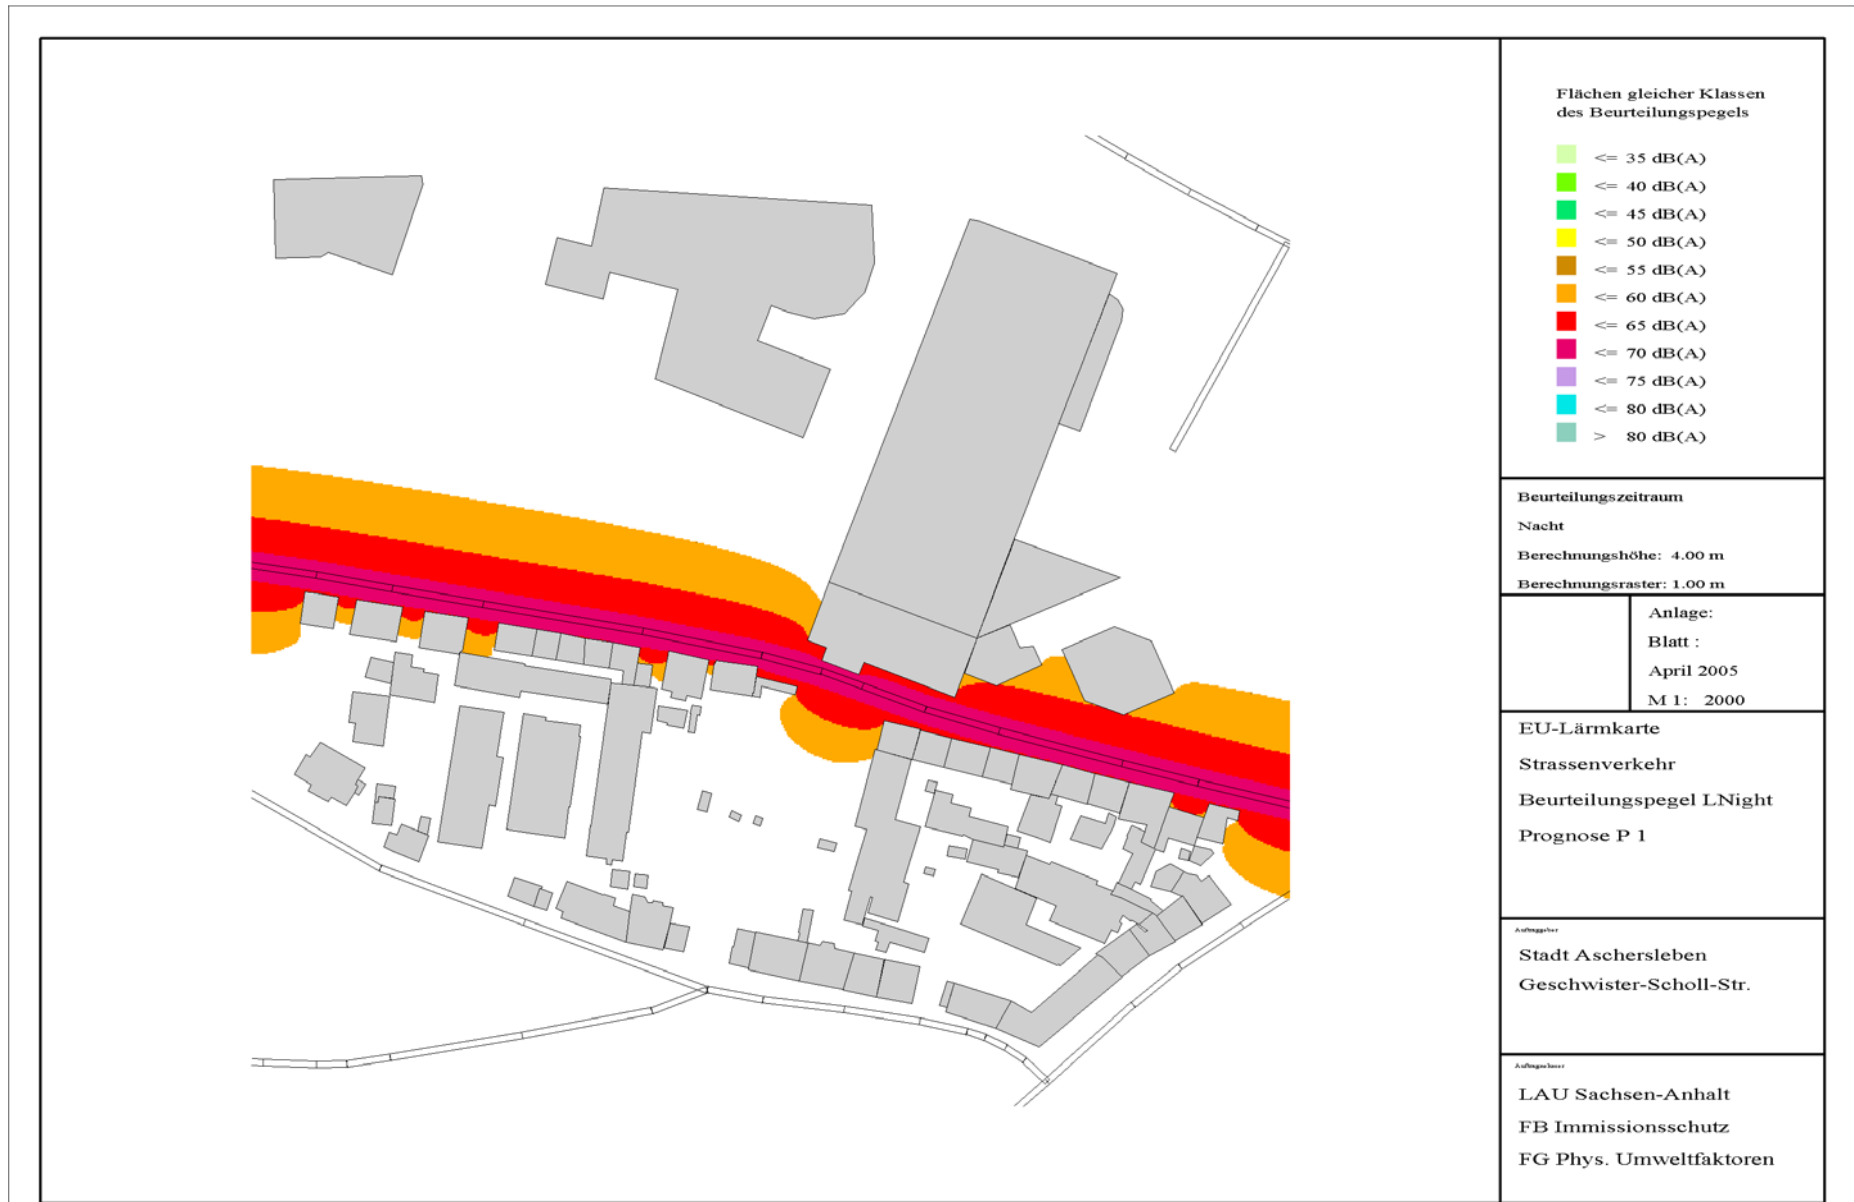 Flächen gleicher Klassen
des Beurteilungspegels
<= 35 dB(A)
<= 40 dB(A)
<= 45 dB(A)
<= 50 dB(A)
<= 55 dB(A)
<= 60 dB(A)
<= 65 dB(A)
<= 70 dB(A)
<= 75 dB(A)
<= 80 dB(A)
> 80 dB(A)
Beurteilungszeitraum
Nacht
Berechnungshöhe: 4.00 m
Berechnungsraster: 1.00 m
Anlage:
Blatt :
April 2005
M 1: 2000
EU-Lärmkarte
Strassenverkehr
Beurteilungspegel LNight
Prognose P 1
Auftraggeber
Stadt Aschersleben
Geschwister-Scholl-Str.
Auftragnehmer
LAU Sachsen-Anhalt
FB Immissionsschutz
FG Phys. Umweltfaktoren